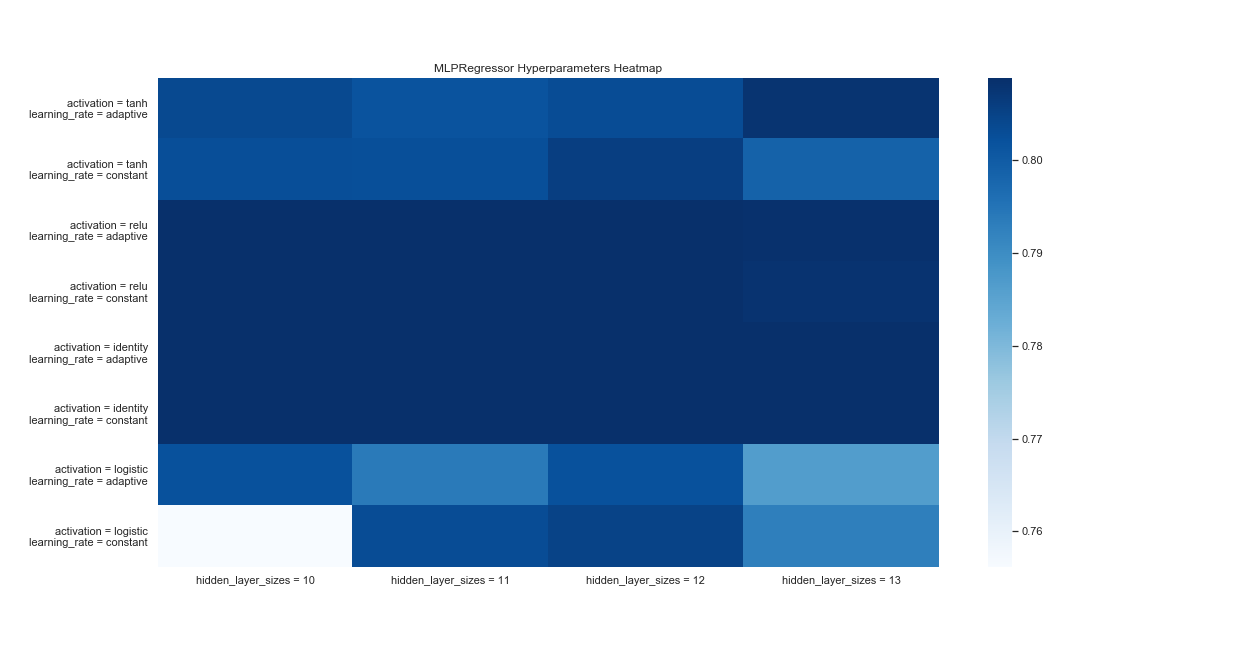 MLPRegressor Hyperparameters Heatmap
activation = tanh
learning_rate = adaptive
activation = tanh
learning_rate = constant
activation = relu
learning_rate = adaptive
activation = relu
learning_rate = constant
activation = identity
learning_rate = adaptive
activation = identity
learning_rate = constant
activation = logistic
learning_rate = adaptive
activation = logistic
learning_rate = constant
hidden_layer_sizes = 10
hidden_layer_sizes = 11
hidden_layer_sizes = 12
hidden_layer_sizes = 13
0.80
0.79
0.78
0.77
0.76